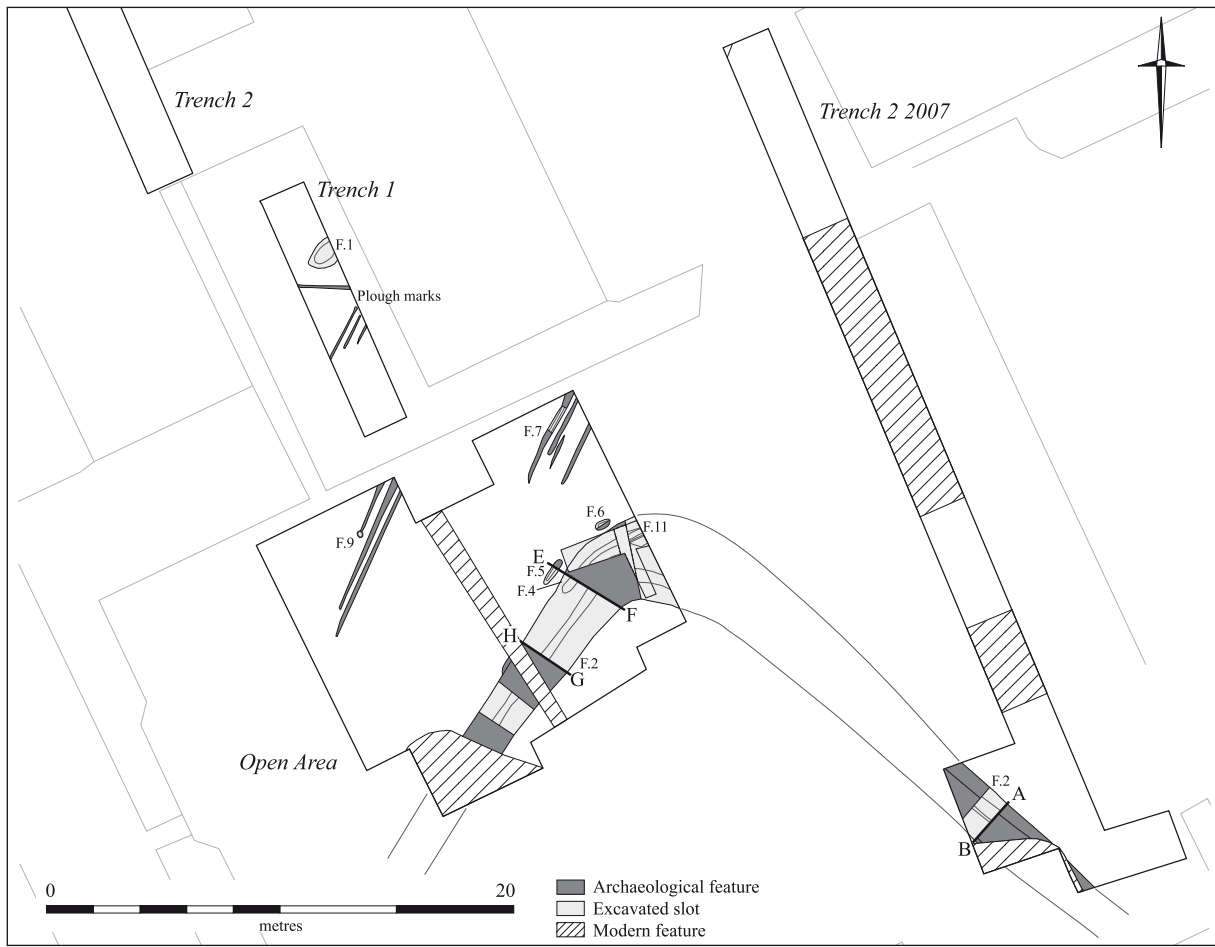 Trench 2
Trench 2 2007
Trench 1
F.1
Plough marks
F.7
F.9
F.6
F.11
E
F.5
F.4
F
H
F.2
G
Open Area
F.2
A
B
0 20
metres
Archaeological feature
Excavated slot
Modern feature